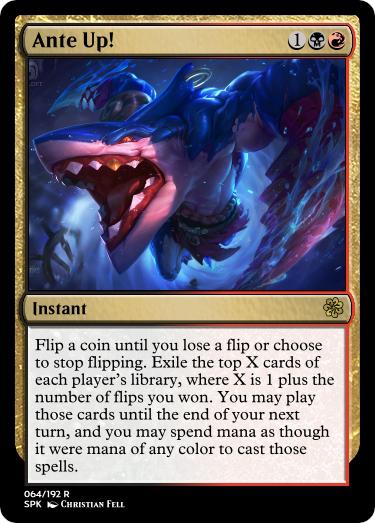 Ante Up!
1
Instant
Flip a coin until you lose a flip or choose
to stop flipping. Exile the top X cards of
each player's library, where X is 1 plus the
number of flips you won. You may play
those cards until the end of your next
turn, and you may spend mana as though
it were mana of any color to cast those
spells.
064/192 R
SPK Christian Fell